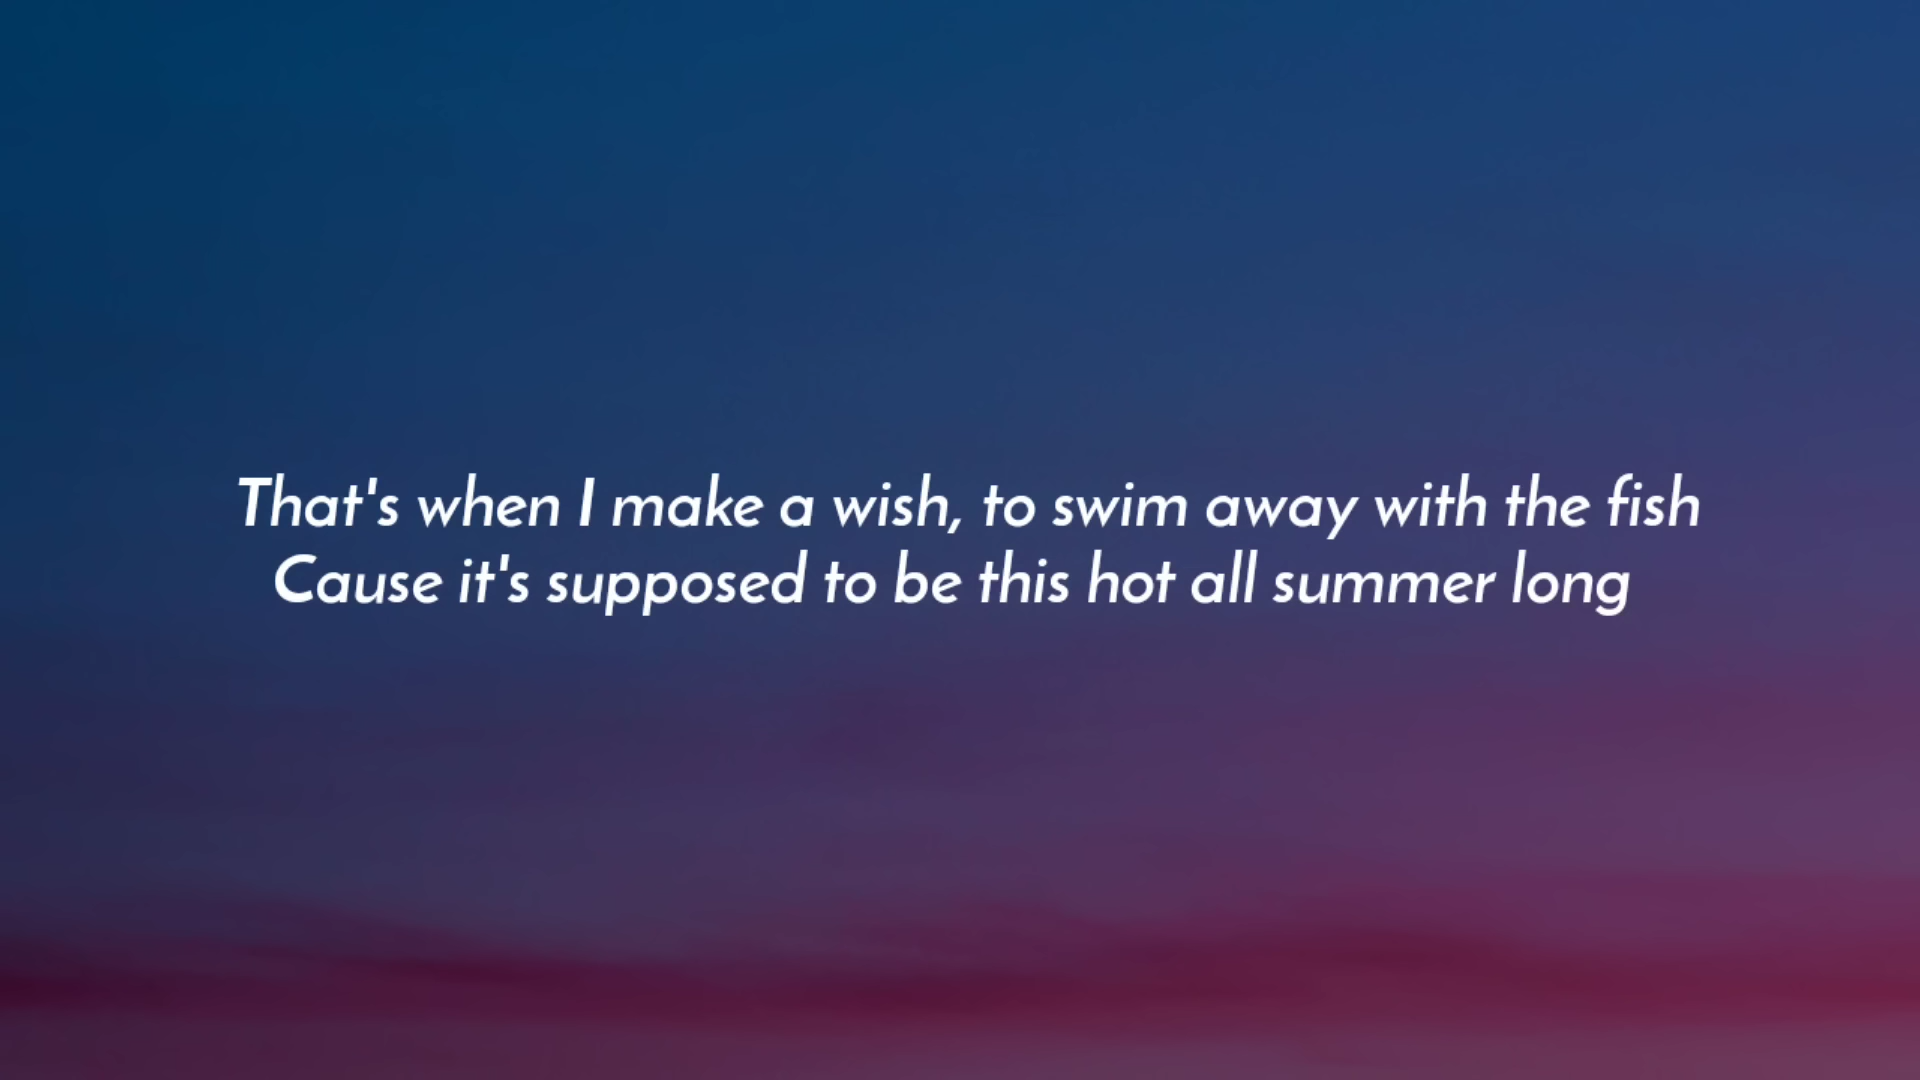 That's when I make a wish, to swim away with the fish
Cause it's supposed to be this hot all summer long